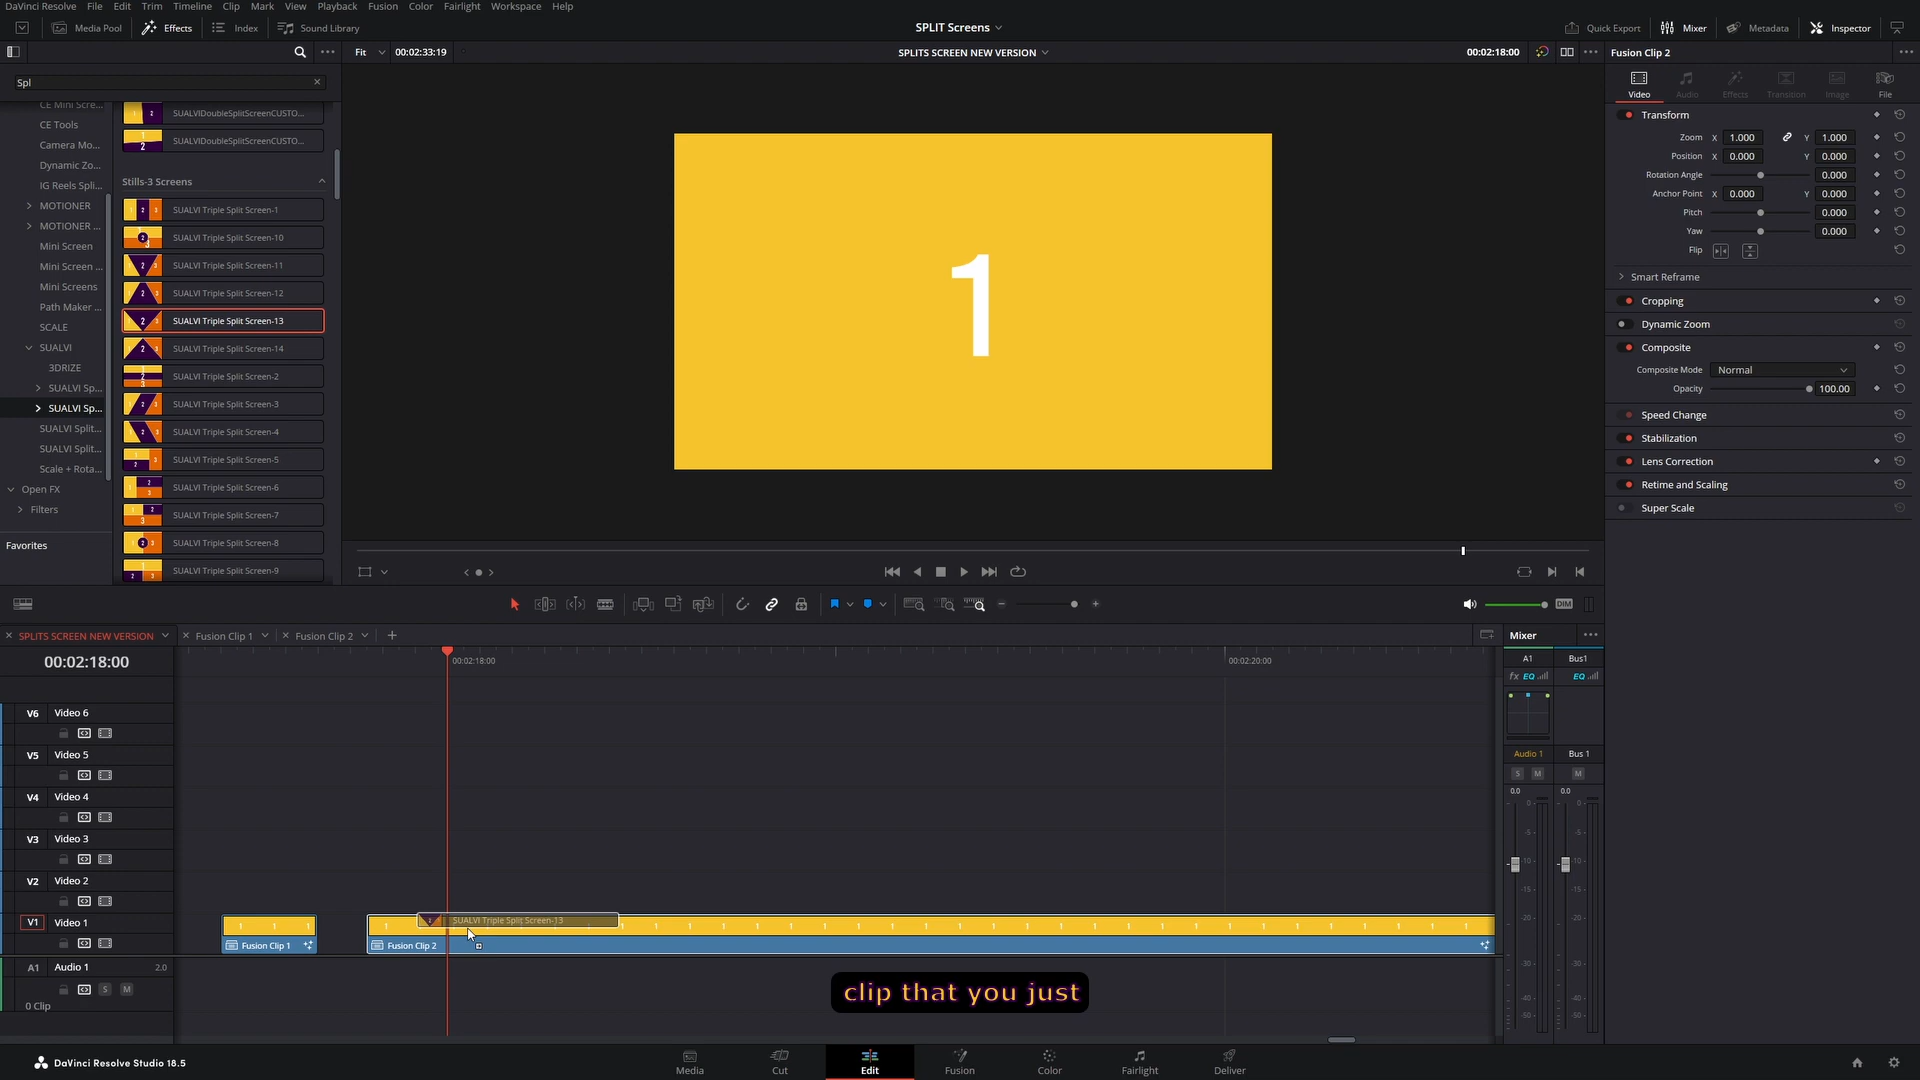 DaVinci Resolve File Edit Trim Timeline Clip Mark View Playback Fusion Color Fairlight Workspace Help
Media Pool Effects Index Sound Library
SPLIT Screens
Quick Export Mixer Metadata Inspector
Fit 00:02:33:19
SPLITS SCREEN NEW VERSION
00:02:18:00
Fusion Clip 2
Spl
Video Audio Effects Transition Image File
CE Mini Scre...
CE Tools
Camera Mo...
Dynamic Zo...
IG Reels Spli...
MOTIONER
MOTIONER ...
Mini Screen
Mini Screen ...
Mini Screens
Path Maker ...
SCALE
SUALVI
3DRIZE
SUALVI Sp...
SUALVI Sp...
SUALVI Split...
SUALVI Split...
Scale + Rota...
Open FX
Filters
Favorites
SUALVIDoubleSplitScreenCUSTO...
SUALVIDoubleSplitScreenCUSTO...
Stills-3 Screens
SUALVI Triple Split Screen-1
SUALVI Triple Split Screen-10
SUALVI Triple Split Screen-11
SUALVI Triple Split Screen-12
SUALVI Triple Split Screen-13
SUALVI Triple Split Screen-14
SUALVI Triple Split Screen-2
SUALVI Triple Split Screen-3
SUALVI Triple Split Screen-4
SUALVI Triple Split Screen-5
SUALVI Triple Split Screen-6
SUALVI Triple Split Screen-7
SUALVI Triple Split Screen-8
SUALVI Triple Split Screen-9
1
Transform
Zoom X 1.000 Y 1.000
Position X 0.000 Y 0.000
Rotation Angle 0.000
Anchor Point X 0.000 Y 0.000
Pitch 0.000
Yaw 0.000
Flip
Smart Reframe
Cropping
Dynamic Zoom
Composite
Composite Mode Normal
Opacity 100.00
Speed Change
Stabilization
Lens Correction
Retime and Scaling
Super Scale
DIM
SPLITS SCREEN NEW VERSION Fusion Clip 1 Fusion Clip 2
00:02:18:00
00:02:18:00 00:02:20:00
V6 Video 6
V5 Video 5
V4 Video 4
V3 Video 3
V2 Video 2
V1 Video 1
SUALVI Triple Split Screen-13
Fusion Clip 1
Fusion Clip 2
A1 Audio 1 2.0
S M
0 Clip
Mixer
A1 Bus1
fx EQ EQ
Audio 1 Bus 1
S M M
0.0 0.0
clip that you just
DaVinci Resolve Studio 18.5
Media Cut Edit Fusion Color Fairlight Deliver